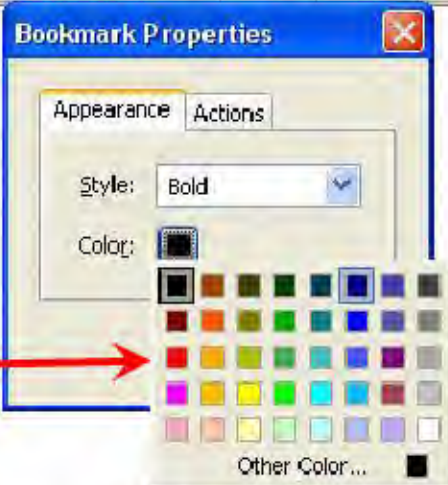 Bookmark Properties
Appearance Actions
Style: Bold
Color:
Other Color...